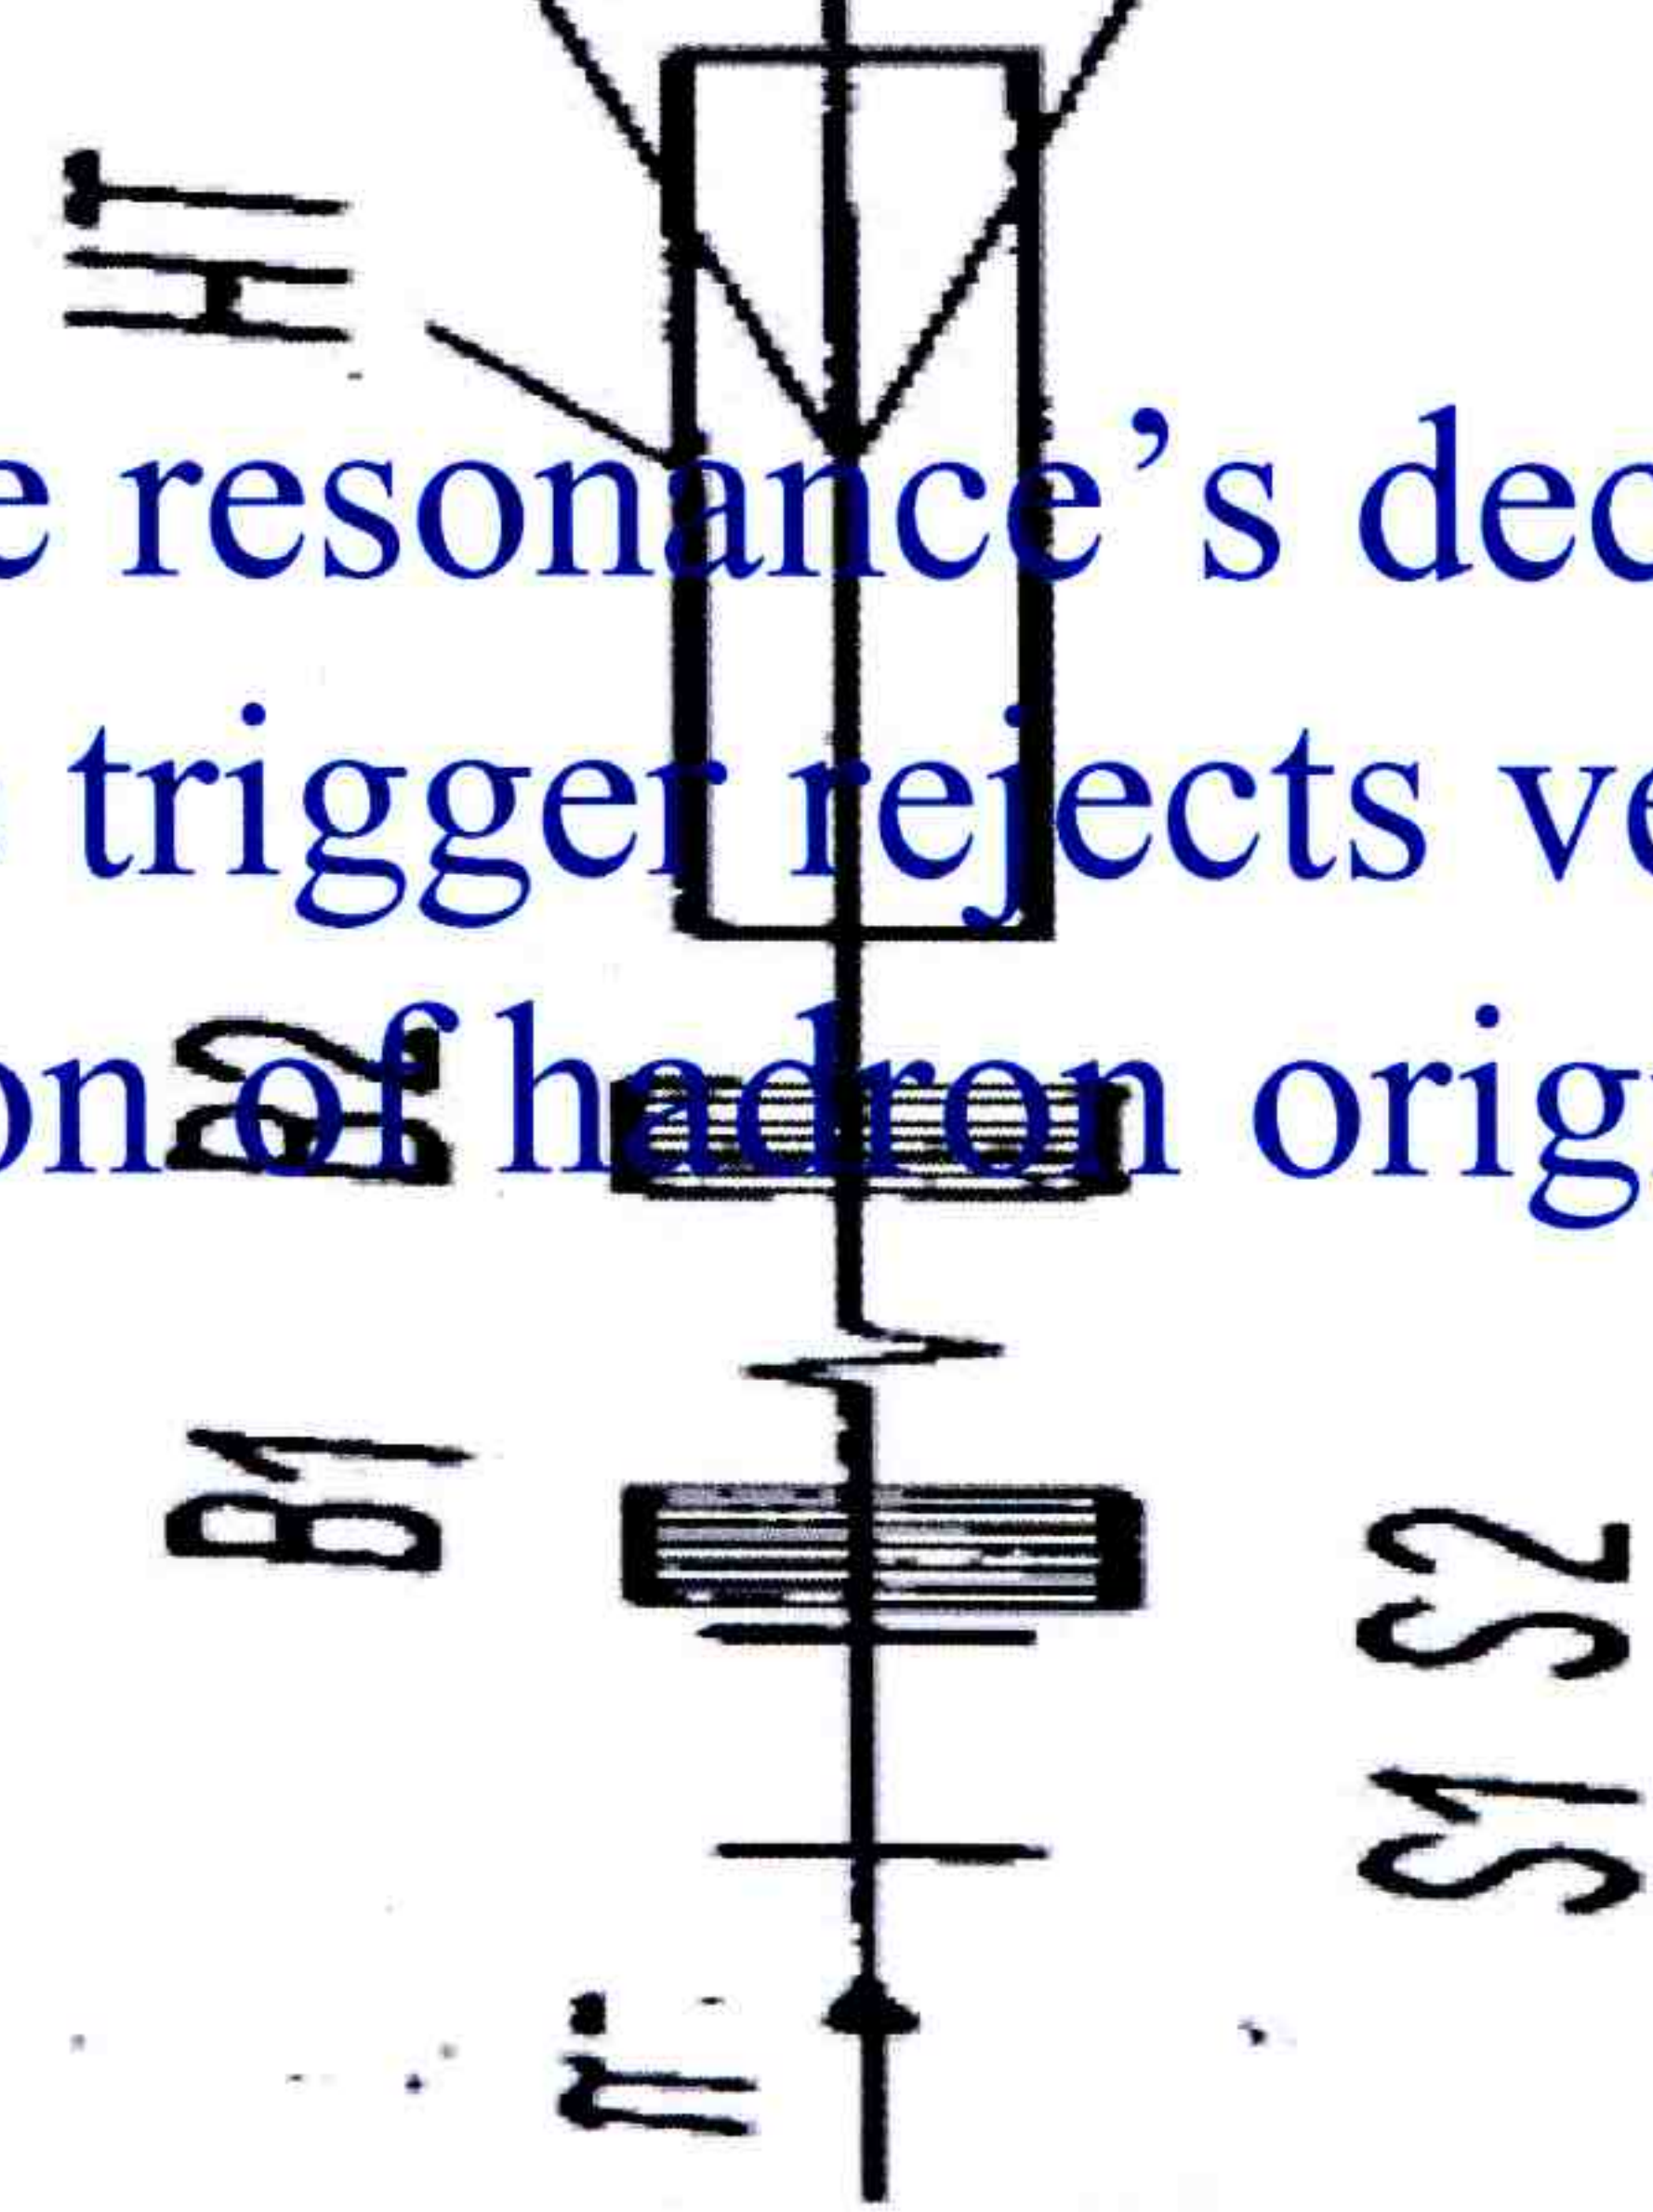 HT
e resonance's dec
trigger rejects ve
B2
on of hadron orig
B1
S2
S1
π-